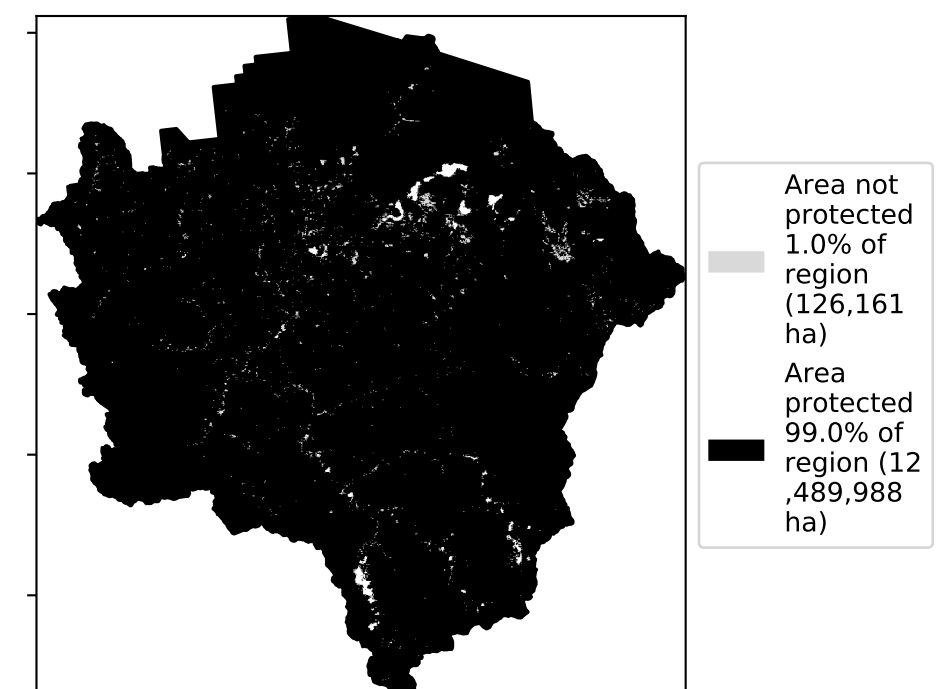 Area not
protected
1.0% of
region
(126,161
ha)
Area
protected
99.0% of
region (12
,489,988
ha)